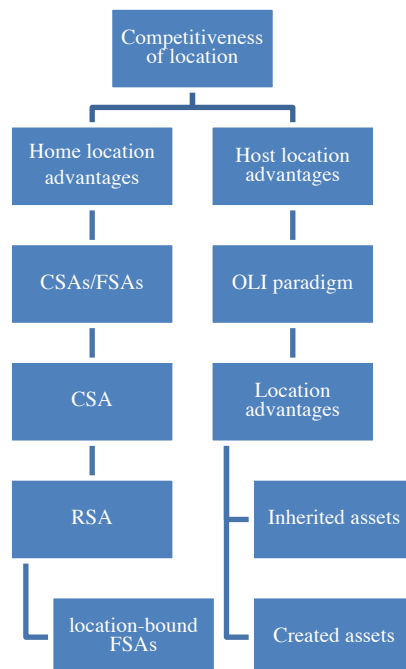 Competitiveness
of location
Home location
advantages
Host location
advantages
CSAs/FSAs
OLI paradigm
CSA
Location
advantages
RSA
Inherited assets
location-bound
FSAs
Created assets